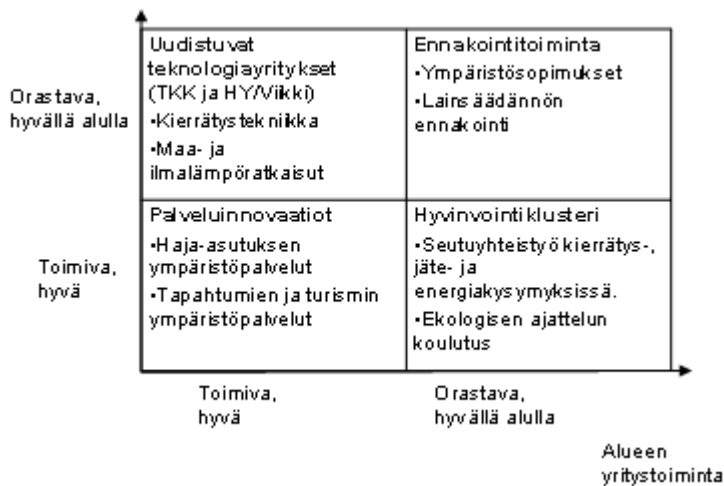 Uudistuvat
teknologiayritykset
(TKK ja HY/Viikki)
•Kierrätystekniikka
•Maa- ja
ilmalämpöratkaisut
Ennakointitoiminta
•Ympäristösopimukset
•Lainsäädännön
ennakointi
Orastava,
hyvällä alulla
Palveluinnovaatiot
•Haja-asutuksen
ympäristöpalvelut
•Tapahtumien ja turismin
ympäristöpalvelut
Hyvinvointiklusteri
•Seutuyhteistyö kierrätys-,
jäte- ja
energiakysymyksissä.
•Ekologisen ajattelun
koulutus
Toimiva,
hyvä
Toimiva,
hyvä
Orastava,
hyvällä alulla
Alueen
yritystoiminta